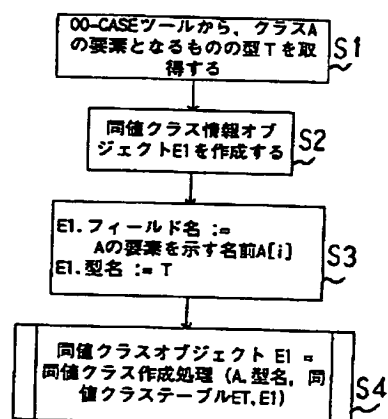 OO-CASEツールから、クラスA
の要素となるものの型Tを取
得する
S1
同値クラス情報オブ
ジェクトE1を作成する
S2
E1.フィールド名 :=
Aの要素を示す名前A[i]
E1.型名 := T
S3
同値クラスオブジェクト E1 =
同値クラス作成処理 (A.型名, 同
値クラステーブルET,E1)
S4